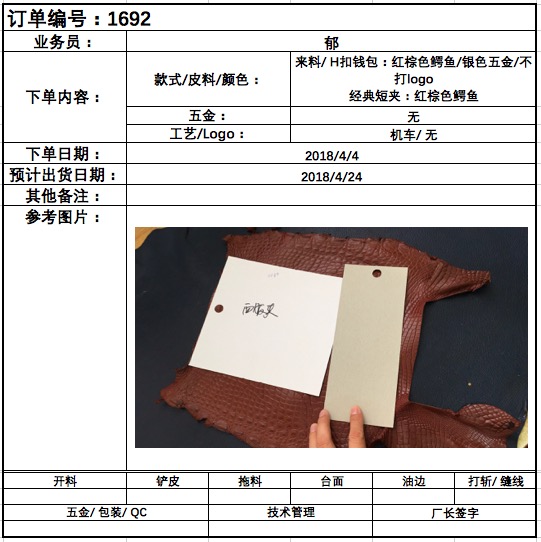 订单编号：1692
业务员： 郁
下单内容： 款式/皮料/颜色： 来料/ H扣钱包：红棕色鳄鱼/银色五金/不
打logo
经典短夹：红棕色鳄鱼
五金： 无
工艺/Logo： 机车/ 无
下单日期： 2018/4/4
预计出货日期： 2018/4/24
其他备注：
参考图片：
开料 铲皮 拖料 台面 油边 打斩/ 缝线
五金/ 包装/ QC 技术管理 厂长签字